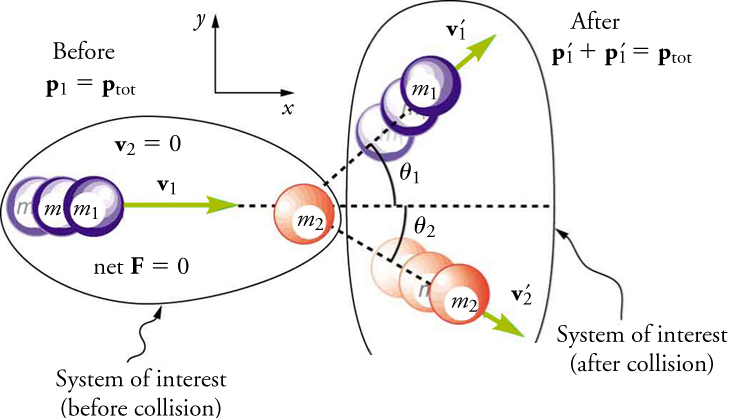 Before
p₁ = pₜₒₜ
y
x
v₂ = 0
v₁
m
m
m₁
m₂
net F = 0
System of interest
(before collision)
After
p′₁ + p′₁ = pₜₒₜ
v′₁
m₁
θ₁
θ₂
m₂
v′₂
System of interest
(after collision)